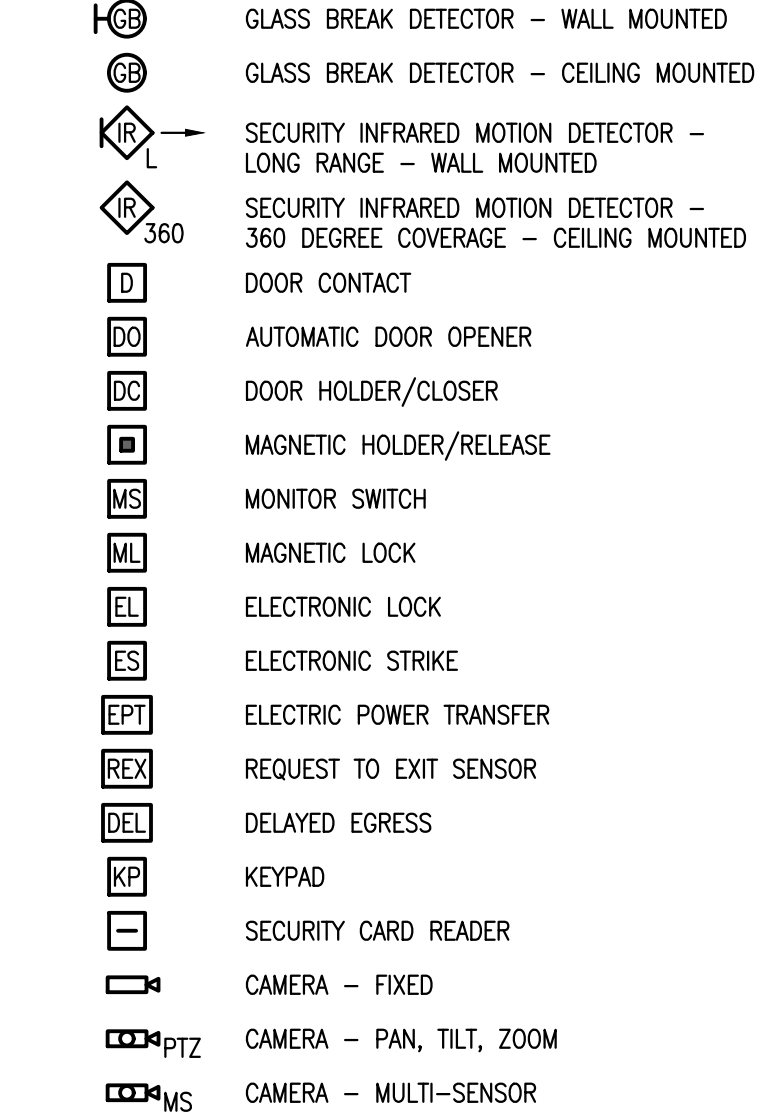 GB GLASS BREAK DETECTOR – WALL MOUNTED
GB GLASS BREAK DETECTOR – CEILING MOUNTED
IR L SECURITY INFRARED MOTION DETECTOR –
LONG RANGE – WALL MOUNTED
IR 360 SECURITY INFRARED MOTION DETECTOR –
360 DEGREE COVERAGE – CEILING MOUNTED
D DOOR CONTACT
DO AUTOMATIC DOOR OPENER
DC DOOR HOLDER/CLOSER
MAGNETIC HOLDER/RELEASE
MS MONITOR SWITCH
ML MAGNETIC LOCK
EL ELECTRONIC LOCK
ES ELECTRONIC STRIKE
EPT ELECTRIC POWER TRANSFER
REX REQUEST TO EXIT SENSOR
DEL DELAYED EGRESS
KP KEYPAD
SECURITY CARD READER
CAMERA – FIXED
PTZ CAMERA – PAN, TILT, ZOOM
MS CAMERA – MULTI–SENSOR